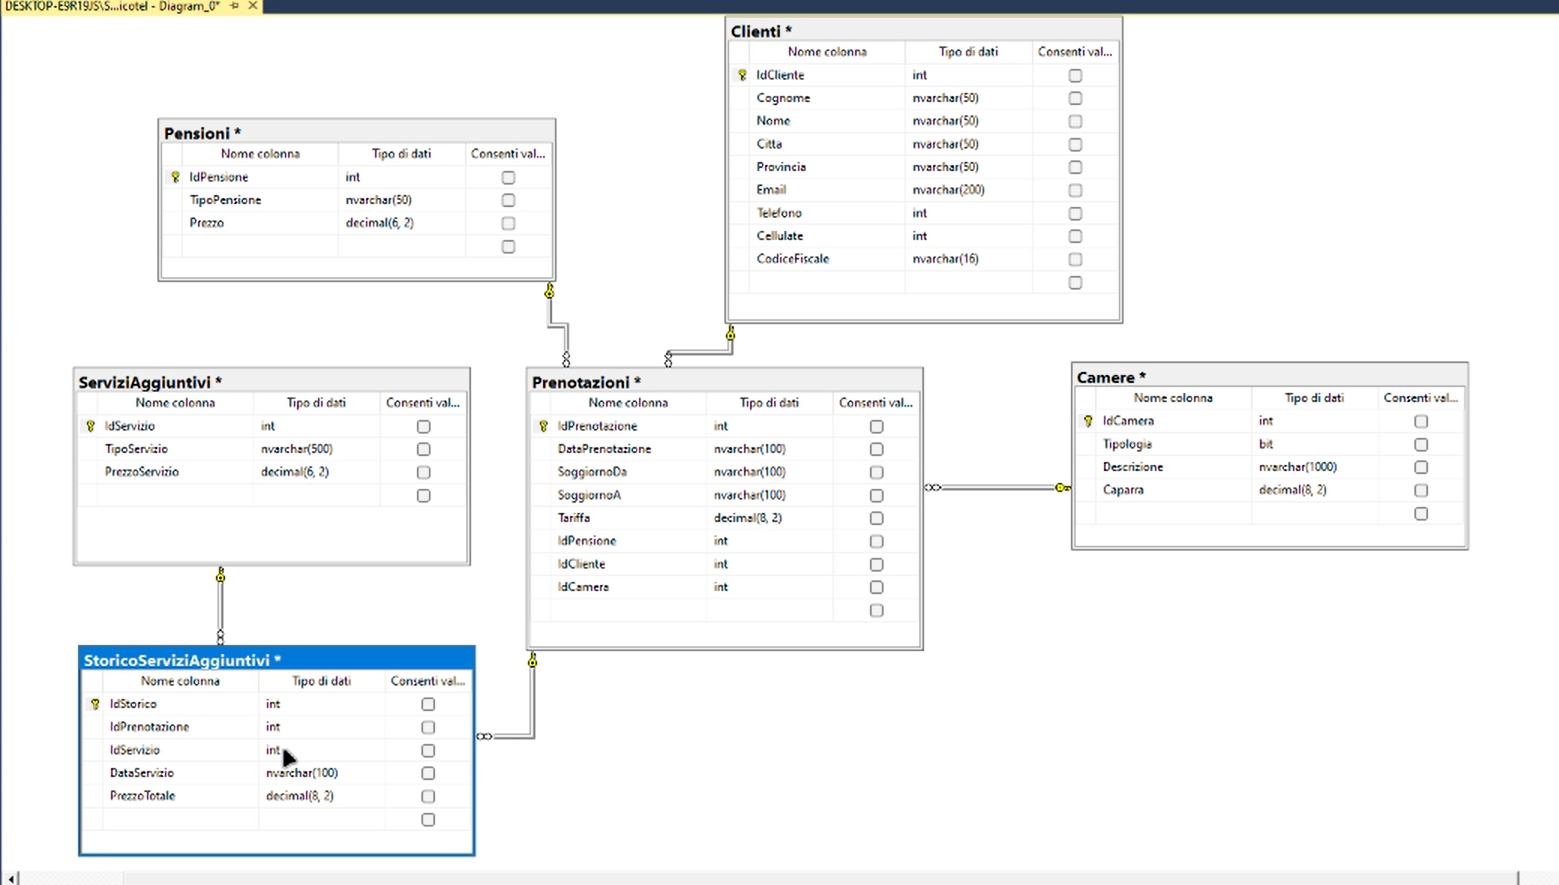 DESKTOP-E9R19JS\S...icotel - Diagram_0*
Clienti *
Nome colonna Tipo di dati Consenti val...
IdCliente int
Cognome nvarchar(50)
Nome nvarchar(50)
Citta nvarchar(50)
Provincia nvarchar(50)
Email nvarchar(200)
Telefono int
Cellulate int
CodiceFiscale nvarchar(16)
Pensioni *
Nome colonna Tipo di dati Consenti val...
IdPensione int
TipoPensione nvarchar(50)
Prezzo decimal(6, 2)
ServiziAggiuntivi *
Nome colonna Tipo di dati Consenti val...
IdServizio int
TipoServizio nvarchar(500)
PrezzoServizio decimal(6, 2)
Prenotazioni *
Nome colonna Tipo di dati Consenti val...
IdPrenotazione int
DataPrenotazione nvarchar(100)
SoggiornoDa nvarchar(100)
SoggiornoA nvarchar(100)
Tariffa decimal(8, 2)
IdPensione int
IdCliente int
IdCamera int
Camere *
Nome colonna Tipo di dati Consenti val...
IdCamera int
Tipologia bit
Descrizione nvarchar(1000)
Caparra decimal(8, 2)
StoricoServiziAggiuntivi *
Nome colonna Tipo di dati Consenti val...
IdStorico int
IdPrenotazione int
IdServizio int
DataServizio nvarchar(100)
PrezzoTotale decimal(8, 2)